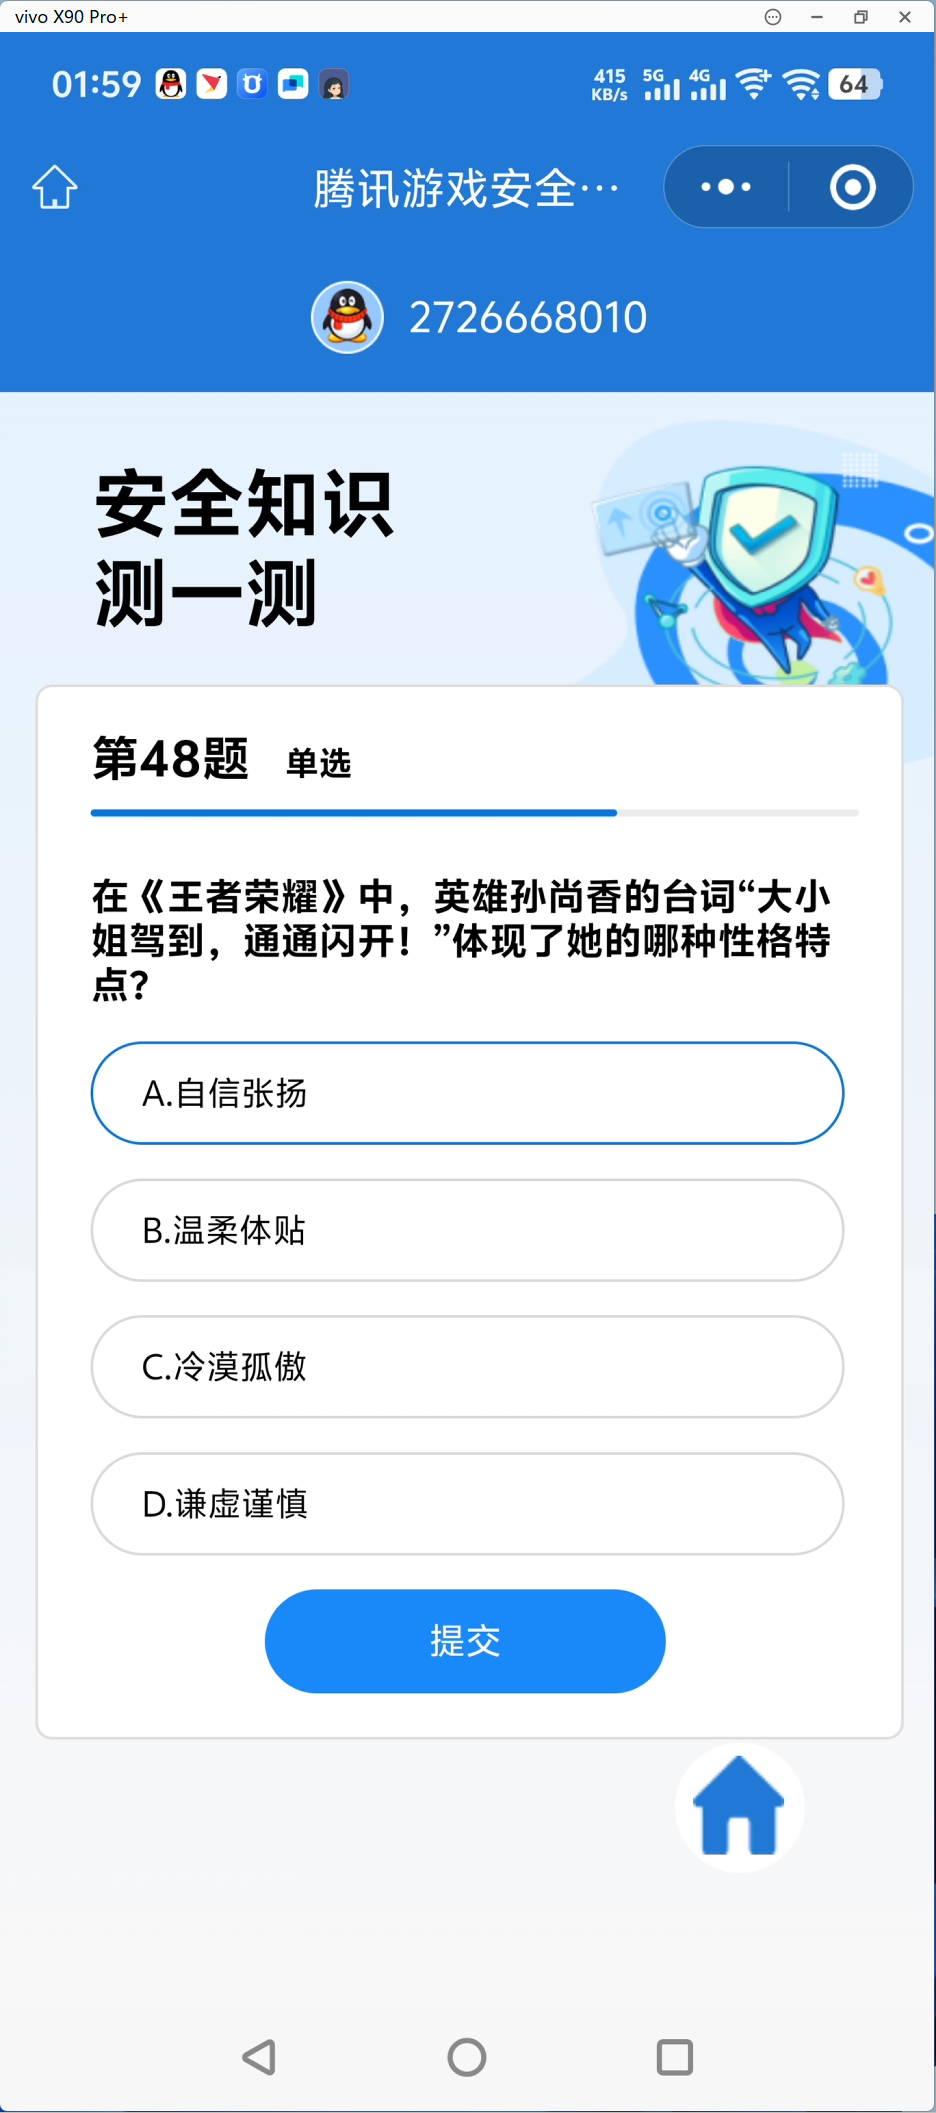 vivo X90 Pro+
01:59
415 KB/s 5G 4G 64
腾讯游戏安全…
2726668010
安全知识
测一测
第48题 单选
在《王者荣耀》中，英雄孙尚香的台词“大小
姐驾到，通通闪开！”体现了她的哪种性格特
点？
A.自信张扬
B.温柔体贴
C.冷漠孤傲
D.谦虚谨慎
提交